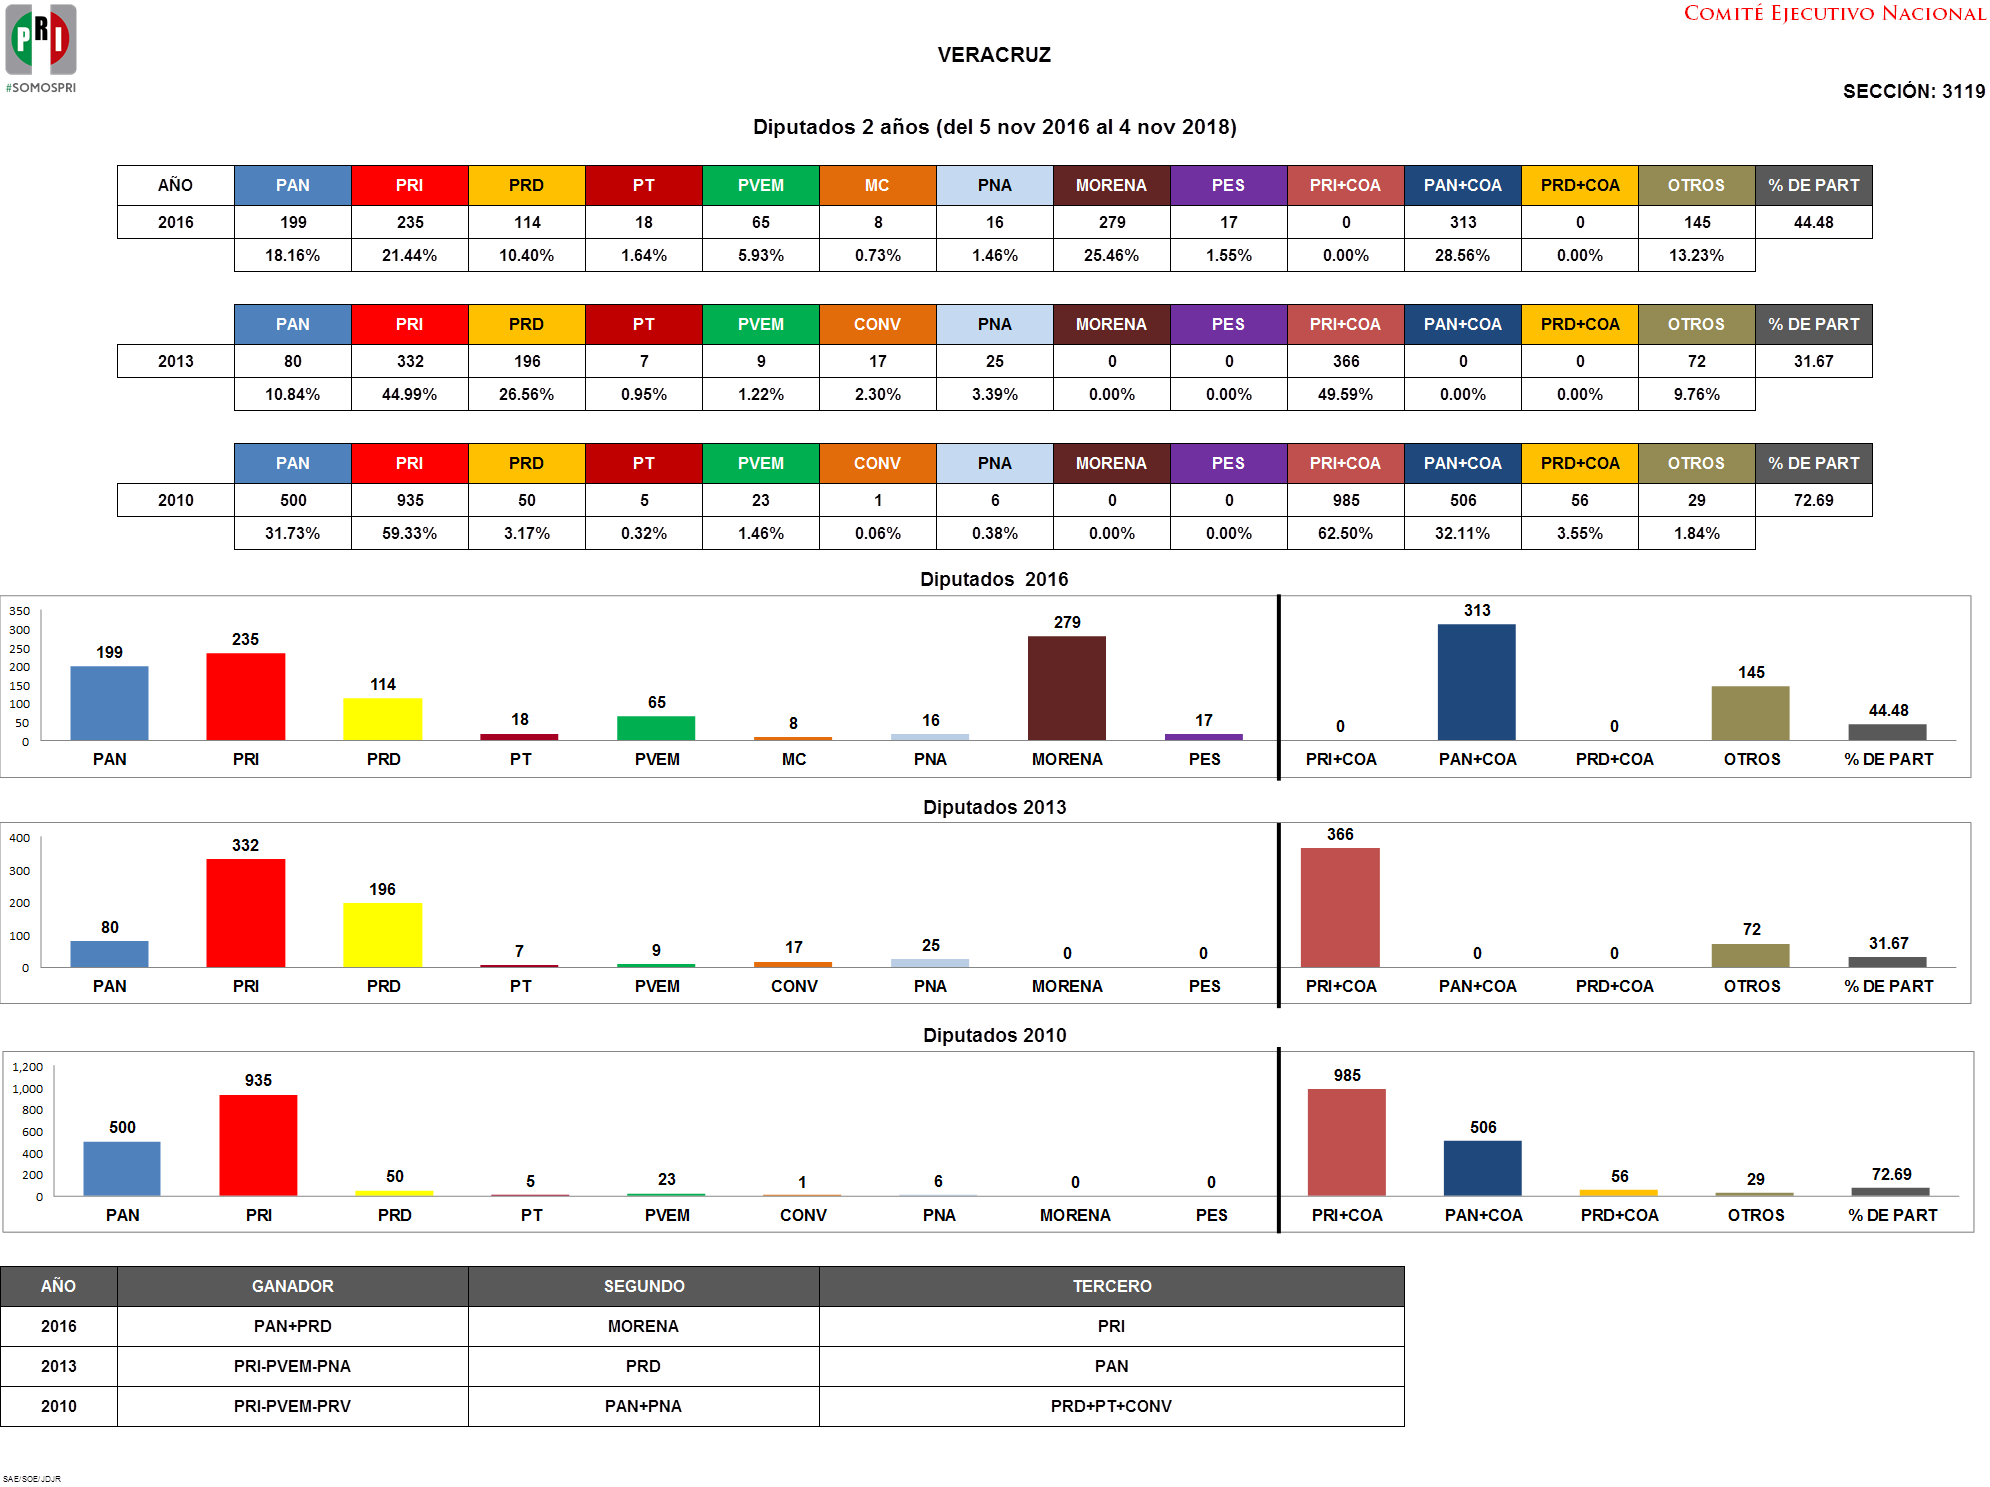 PRI
#SOMOSPRI
COMITÉ EJECUTIVO NACIONAL
VERACRUZ
SECCIÓN: 3119
Diputados 2 años (del 5 nov 2016 al 4 nov 2018)
AÑO PAN PRI PRD PT PVEM MC PNA MORENA PES PRI+COA PAN+COA PRD+COA OTROS % DE PART
2016 199 235 114 18 65 8 16 279 17 0 313 0 145 44.48
18.16% 21.44% 10.40% 1.64% 5.93% 0.73% 1.46% 25.46% 1.55% 0.00% 28.56% 0.00% 13.23%
PAN PRI PRD PT PVEM CONV PNA MORENA PES PRI+COA PAN+COA PRD+COA OTROS % DE PART
2013 80 332 196 7 9 17 25 0 0 366 0 0 72 31.67
10.84% 44.99% 26.56% 0.95% 1.22% 2.30% 3.39% 0.00% 0.00% 49.59% 0.00% 0.00% 9.76%
PAN PRI PRD PT PVEM CONV PNA MORENA PES PRI+COA PAN+COA PRD+COA OTROS % DE PART
2010 500 935 50 5 23 1 6 0 0 985 506 56 29 72.69
31.73% 59.33% 3.17% 0.32% 1.46% 0.06% 0.38% 0.00% 0.00% 62.50% 32.11% 3.55% 1.84%
Diputados 2016
350
300
250
200
150
100
50
0
199 235 114 18 65 8 16 279 17 0 313 0 145 44.48
PAN PRI PRD PT PVEM MC PNA MORENA PES PRI+COA PAN+COA PRD+COA OTROS % DE PART
Diputados 2013
400
300
200
100
0
80 332 196 7 9 17 25 0 0 366 0 0 72 31.67
PAN PRI PRD PT PVEM CONV PNA MORENA PES PRI+COA PAN+COA PRD+COA OTROS % DE PART
Diputados 2010
1,200
1,000
800
600
400
200
0
500 935 50 5 23 1 6 0 0 985 506 56 29 72.69
PAN PRI PRD PT PVEM CONV PNA MORENA PES PRI+COA PAN+COA PRD+COA OTROS % DE PART
AÑO GANADOR SEGUNDO TERCERO
2016 PAN+PRD MORENA PRI
2013 PRI-PVEM-PNA PRD PAN
2010 PRI-PVEM-PRV PAN+PNA PRD+PT+CONV
SAE/SOE/JDJR